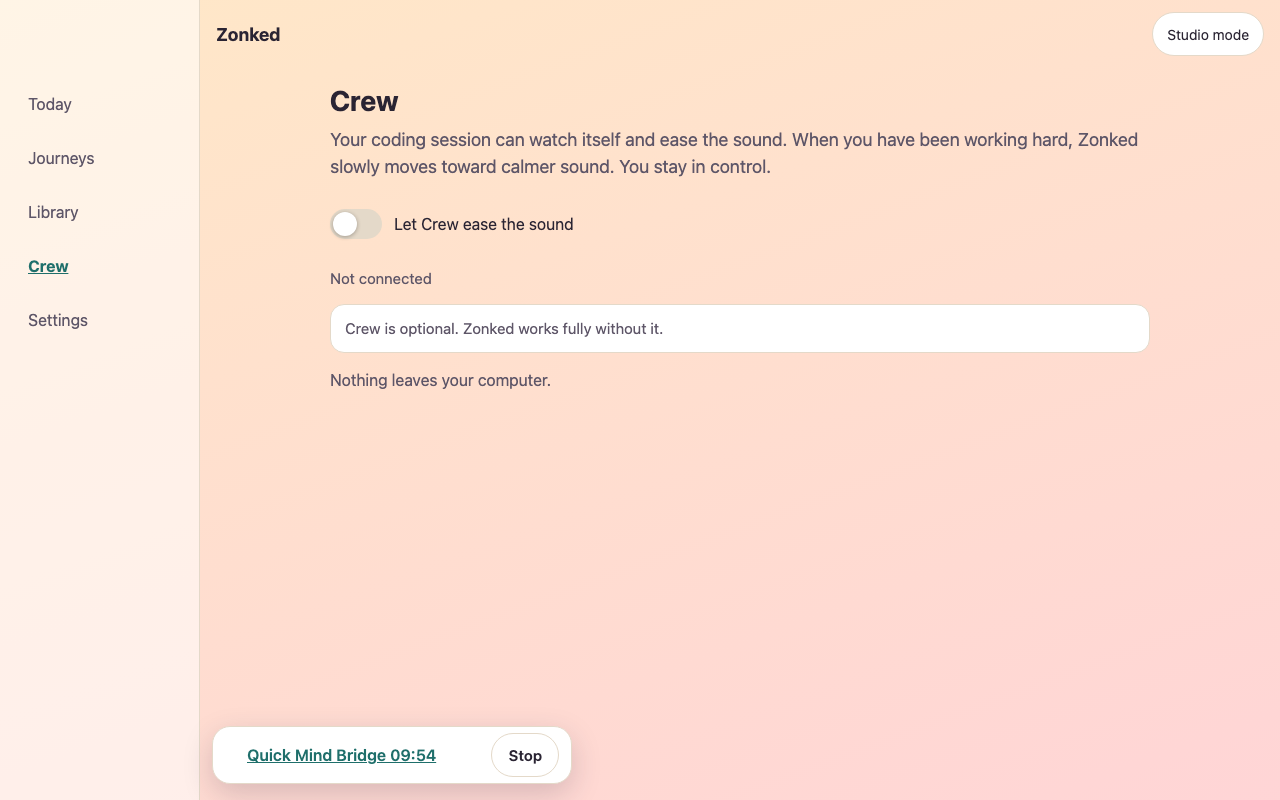 Zonked
Studio mode
Today
Journeys
Library
Crew
Settings
Crew
Your coding session can watch itself and ease the sound. When you have been working hard, Zonked
slowly moves toward calmer sound. You stay in control.
Let Crew ease the sound
Not connected
Crew is optional. Zonked works fully without it.
Nothing leaves your computer.
Quick Mind Bridge 09:54
Stop